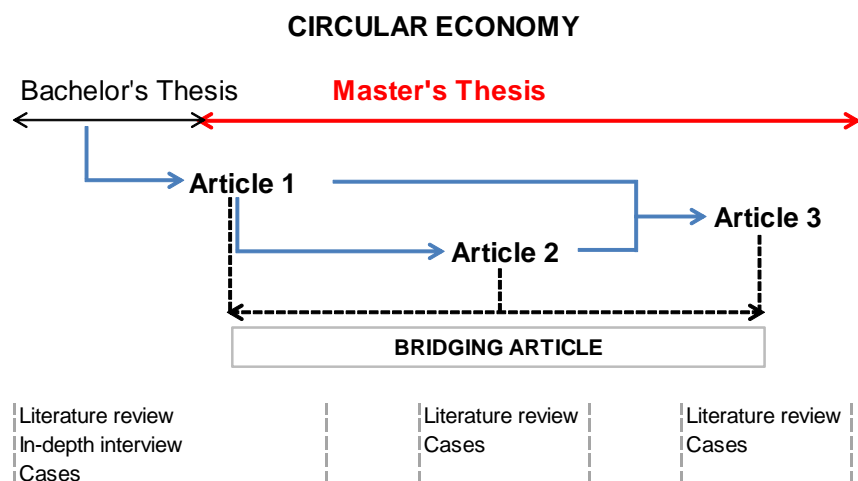 CIRCULAR ECONOMY
Bachelor's Thesis
Master's Thesis
Article 1
Article 3
Article 2
BRIDGING ARTICLE
Literature review
In-depth interview
Cases
Literature review
Cases
Literature review
Cases